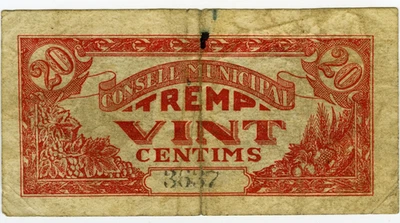 20 20
CONSELL MUNICIPAL
TREMP
VINT
CENTIMS
3637